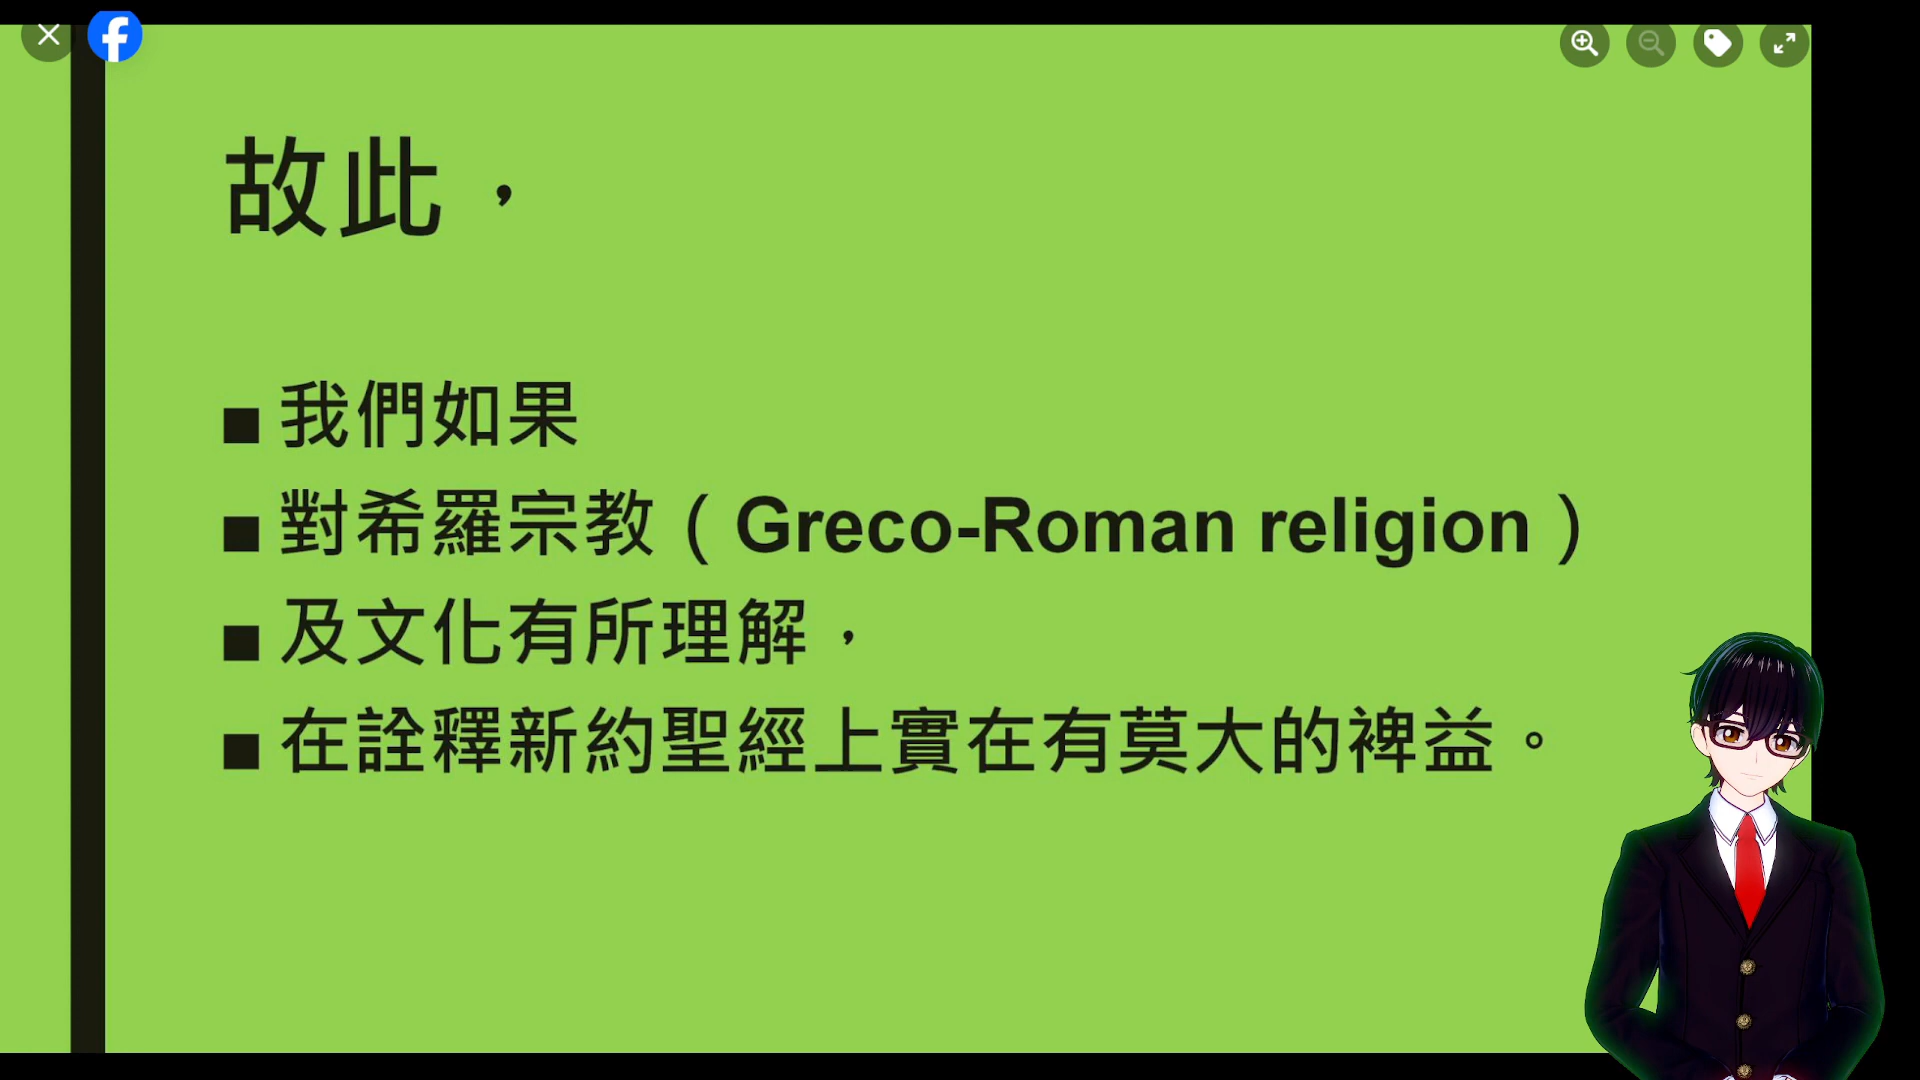 故此，
■ 我們如果
■ 對希羅宗教（Greco-Roman religion）
■ 及文化有所理解，
■ 在詮釋新約聖經上實在有莫大的裨益。